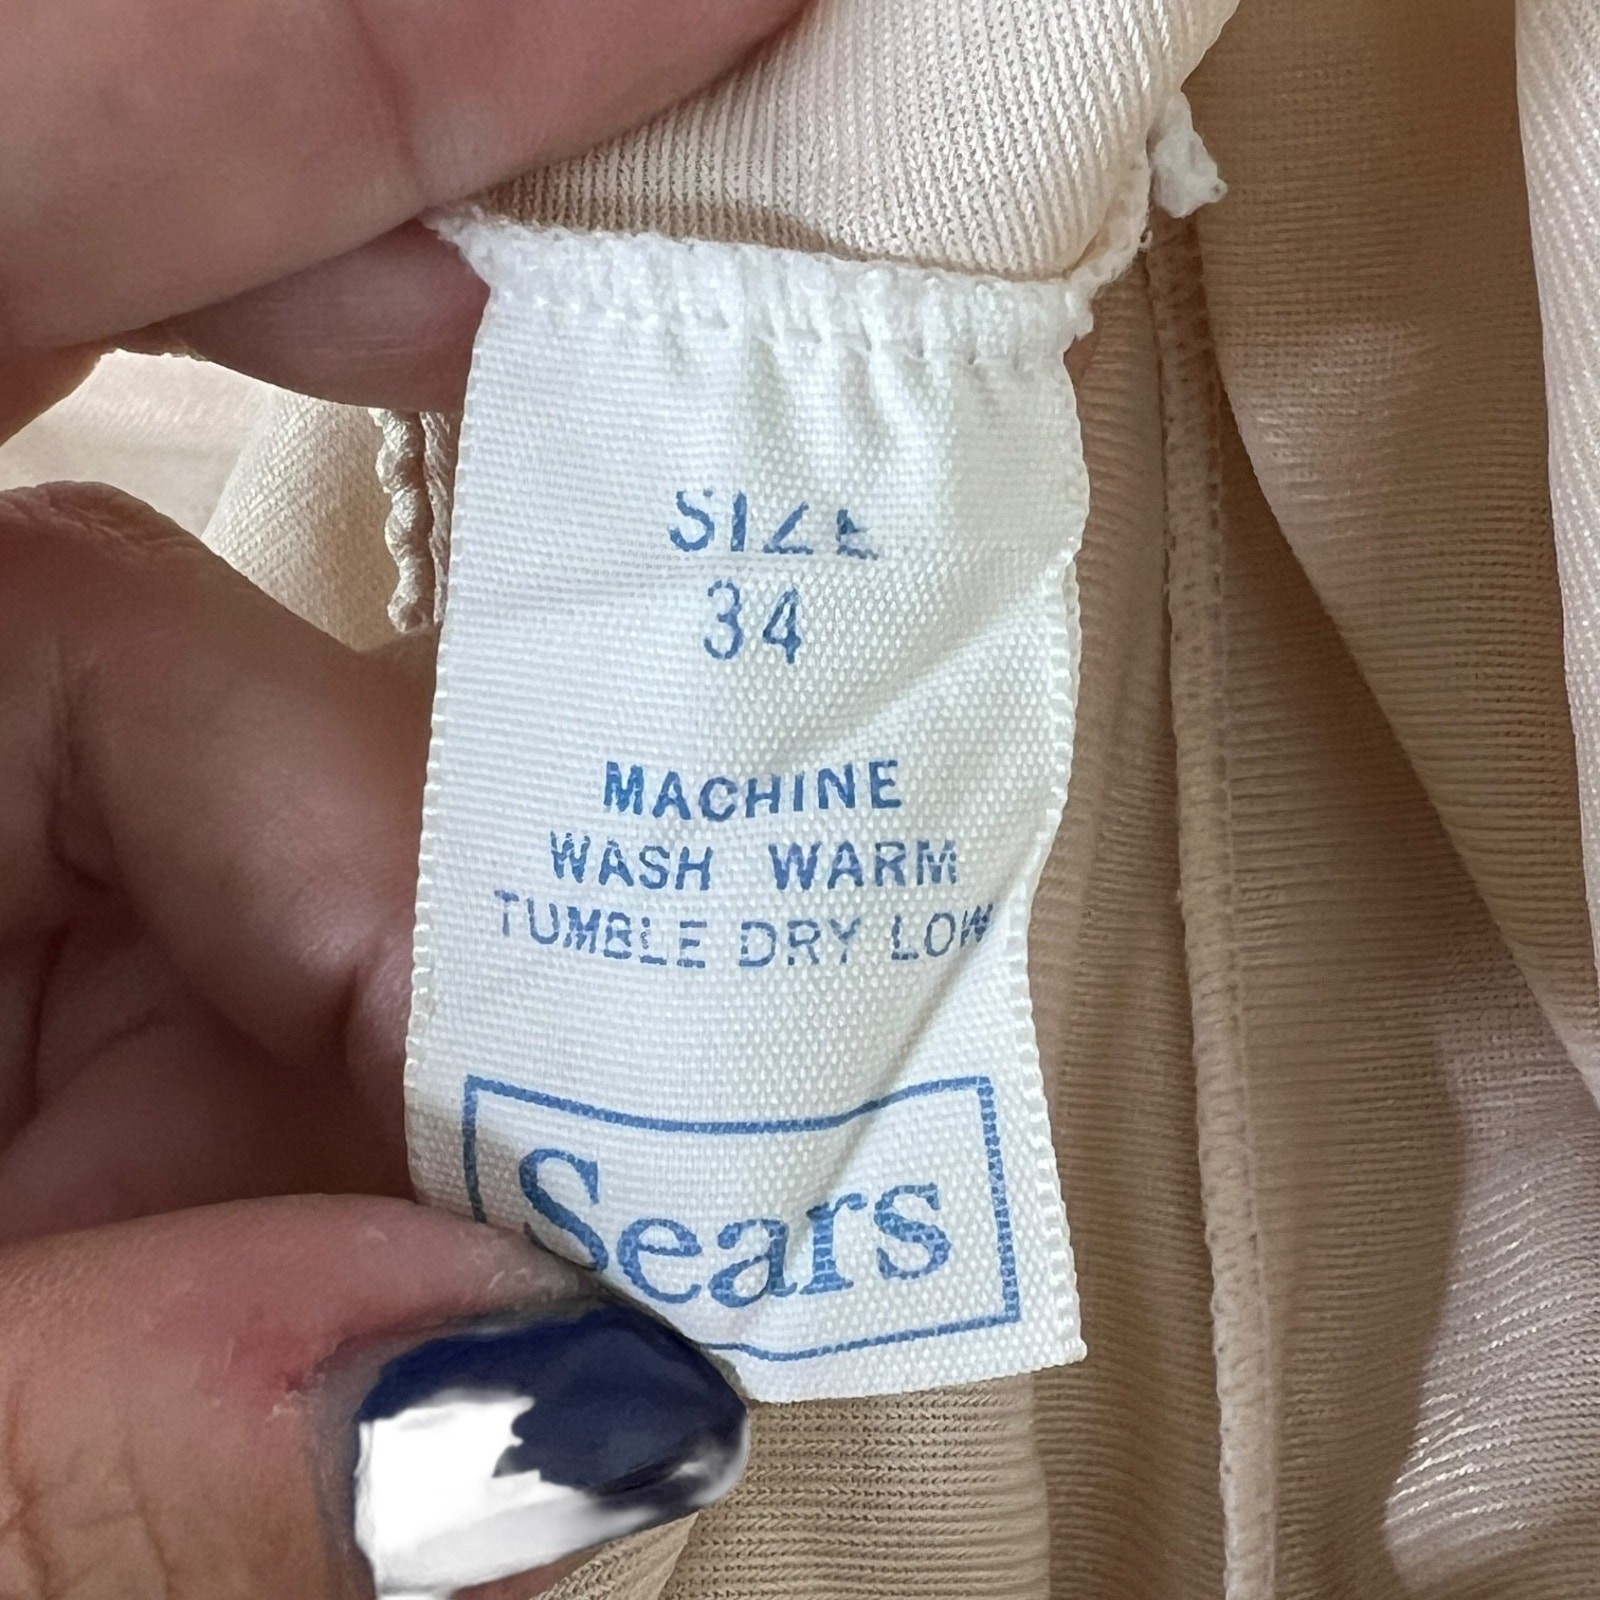 SIZE
34
MACHINE
WASH WARM
TUMBLE DRY LOW
Sears